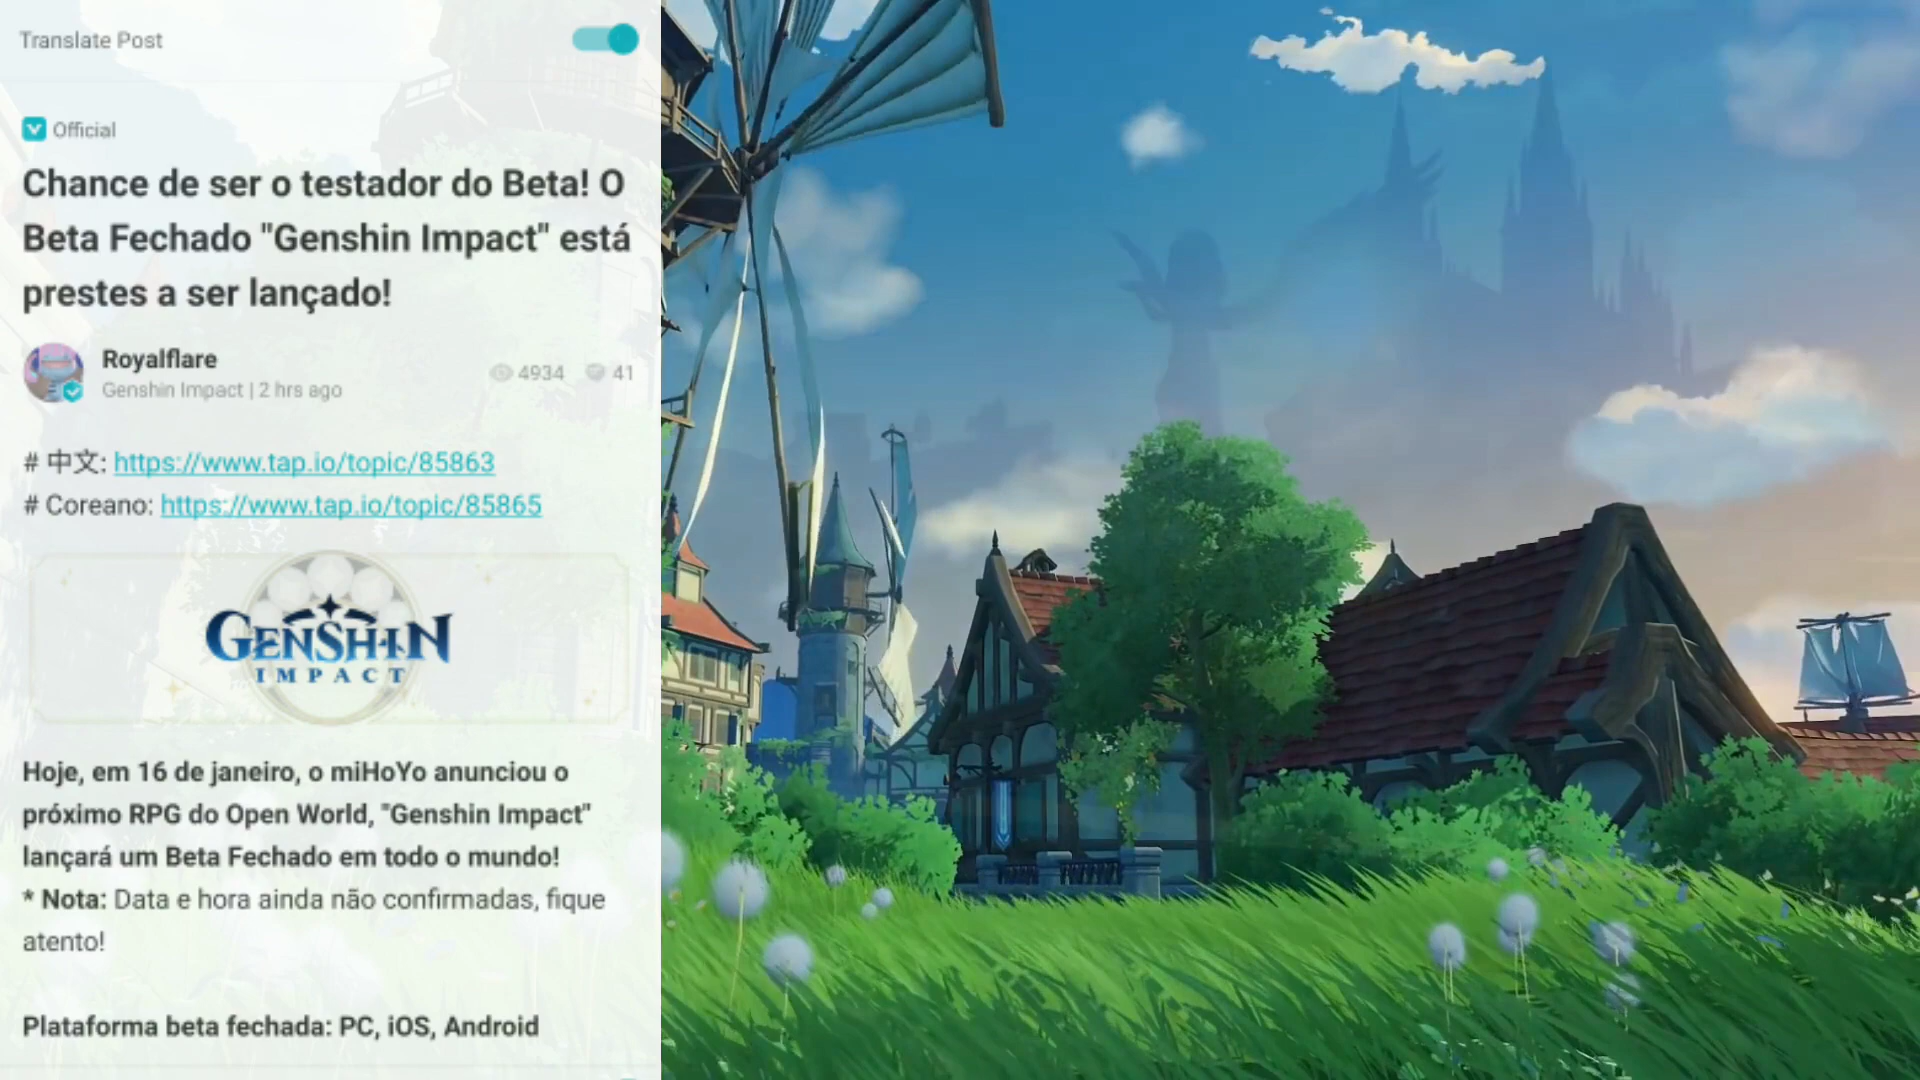 Translate Post
Official
Chance de ser o testador do Beta! O
Beta Fechado "Genshin Impact" está
prestes a ser lançado!
Royalflare
4934 41
Genshin Impact | 2 hrs ago
# 中文: https://www.tap.io/topic/85863
# Coreano: https://www.tap.io/topic/85865
GENSHIN
IMPACT
Hoje, em 16 de janeiro, o miHoYo anunciou o
próximo RPG do Open World, "Genshin Impact"
lançará um Beta Fechado em todo o mundo!
* Nota: Data e hora ainda não confirmadas, fique
atento!
Plataforma beta fechada: PC, iOS, Android